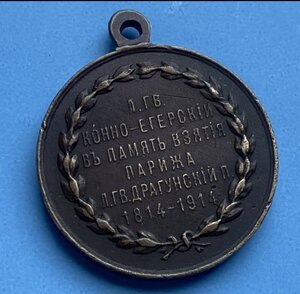 Л.ГВ.
КОННО-ЕГЕРСКІЙ
ВЪ ПАМЯТЬ ВЗЯТІЯ
ПАРИЖА
Л.ГВ.ДРАГУНСКІЙ П.
1814-1914